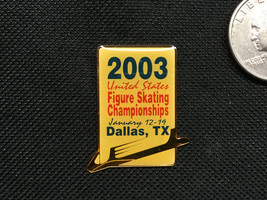 2003
United States
Figure Skating
Championships
January 12-19
Dallas, TX